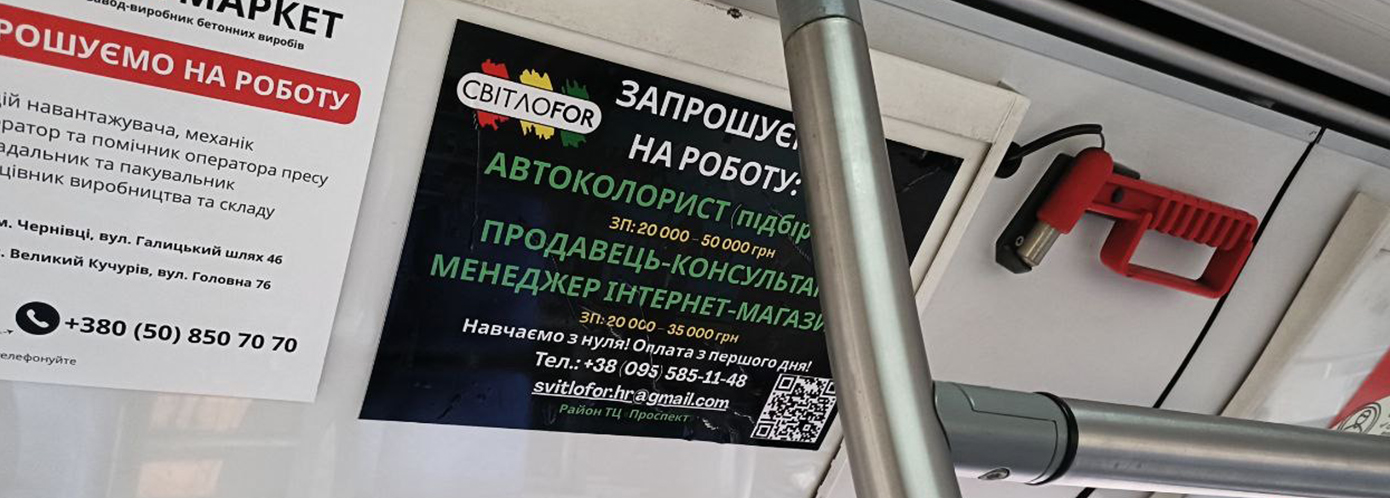 МАРКЕТ
завод-виробник бетонних виробів
РОШУЄМО НА РОБОТУ
ій навантажувача, механік
ератор та помічник оператора пресу
адальник та пакувальник
цівник виробництва та складу
м. Чернівці, вул. Галицький шлях 46
. Великий Кучурів, вул. Головна 76
+380 (50) 850 70 70
елефонуйте
СВІТЛОFOR
ЗАПРОШУЄ
НА РОБОТУ:
АВТОКОЛОРИСТ (підбір
ЗП: 20 000 - 50 000 грн
ПРОДАВЕЦЬ-КОНСУЛЬТА
МЕНЕДЖЕР ІНТЕРНЕТ-МАГАЗИ
ЗП: 20 000 - 35 000 грн
Навчаємо з нуля! Оплата з першого дня!
Тел.: +38 (095) 585-11-48
svitlofor.hr@gmail.com
Район ТЦ Проспект